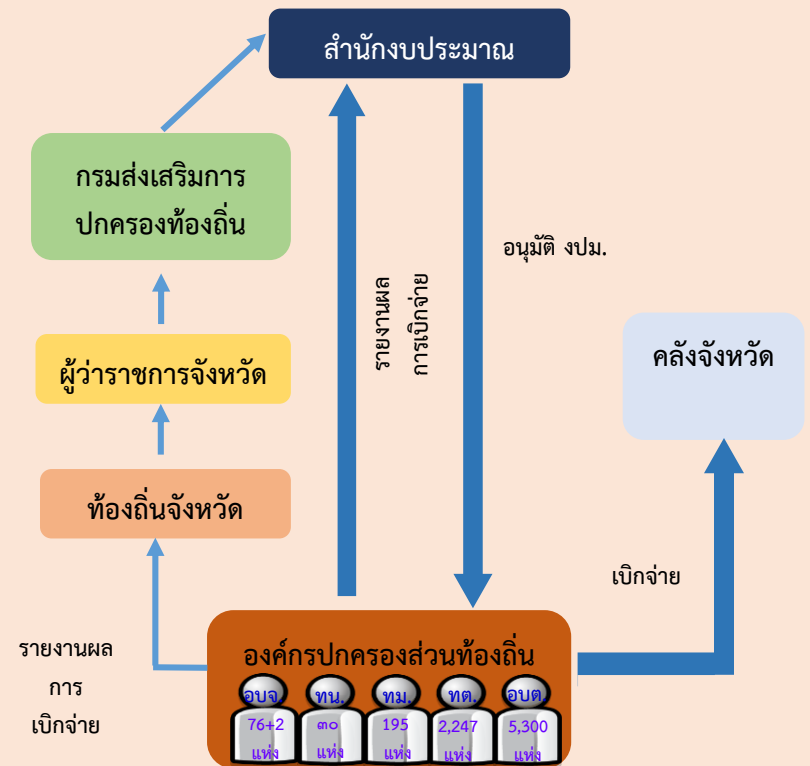 สำนักงบประมาณ
กรมส่งเสริมการ
ปกครองท้องถิ่น
อนุมัติ งปม.
รายงานผล
การเบิกจ่าย
ผู้ว่าราชการจังหวัด
คลังจังหวัด
ท้องถิ่นจังหวัด
เบิกจ่าย
รายงานผล
การ
เบิกจ่าย
องค์กรปกครองส่วนท้องถิ่น
อบจ. ทน. ทม. ทต. อบต.
76+2 ๓๐ 195 2,247 5,300
แห่ง แห่ง แห่ง แห่ง แห่ง